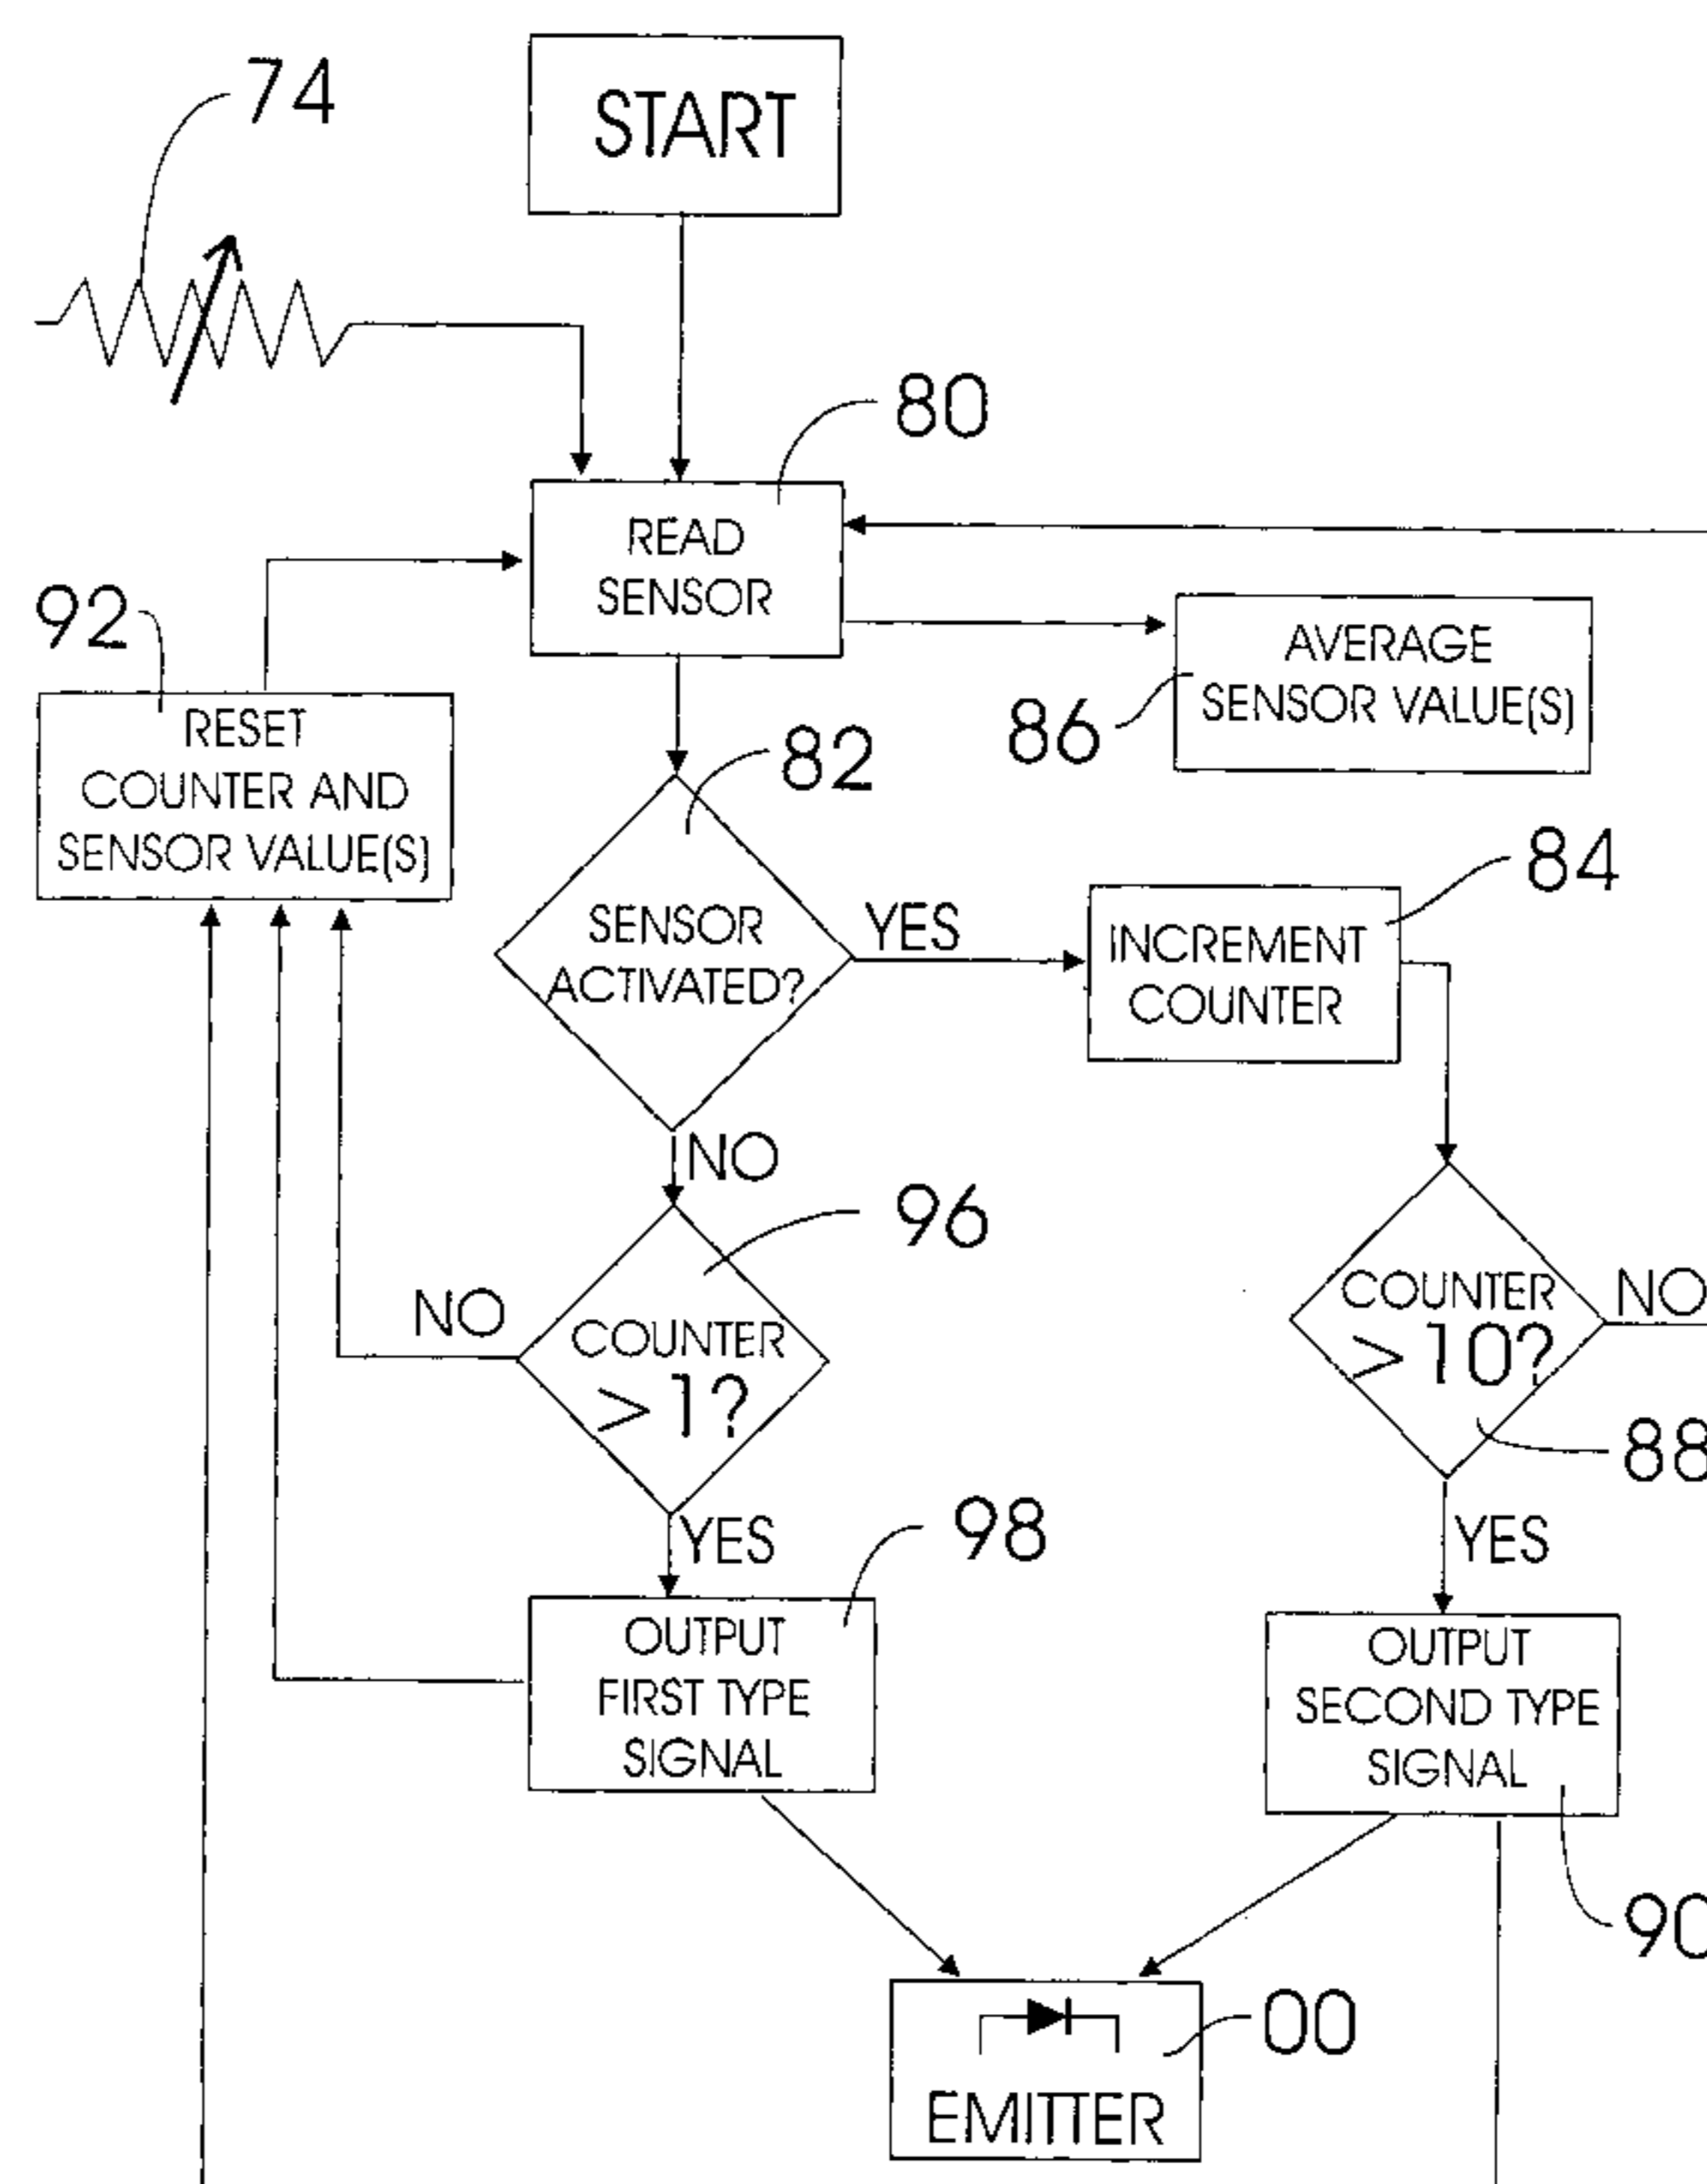 74
START
80
READ
SENSOR
92
RESET
COUNTER AND
SENSOR VALUE(S)
AVERAGE
SENSOR VALUE(S)
86
82
SENSOR
ACTIVATED?
YES
84
INCREMENT
COUNTER
NO
96
COUNTER
>1?
NO
COUNTER
>10?
NO
88
YES
98
YES
OUTPUT
FIRST TYPE
SIGNAL
OUTPUT
SECOND TYPE
SIGNAL
90
00
EMITTER